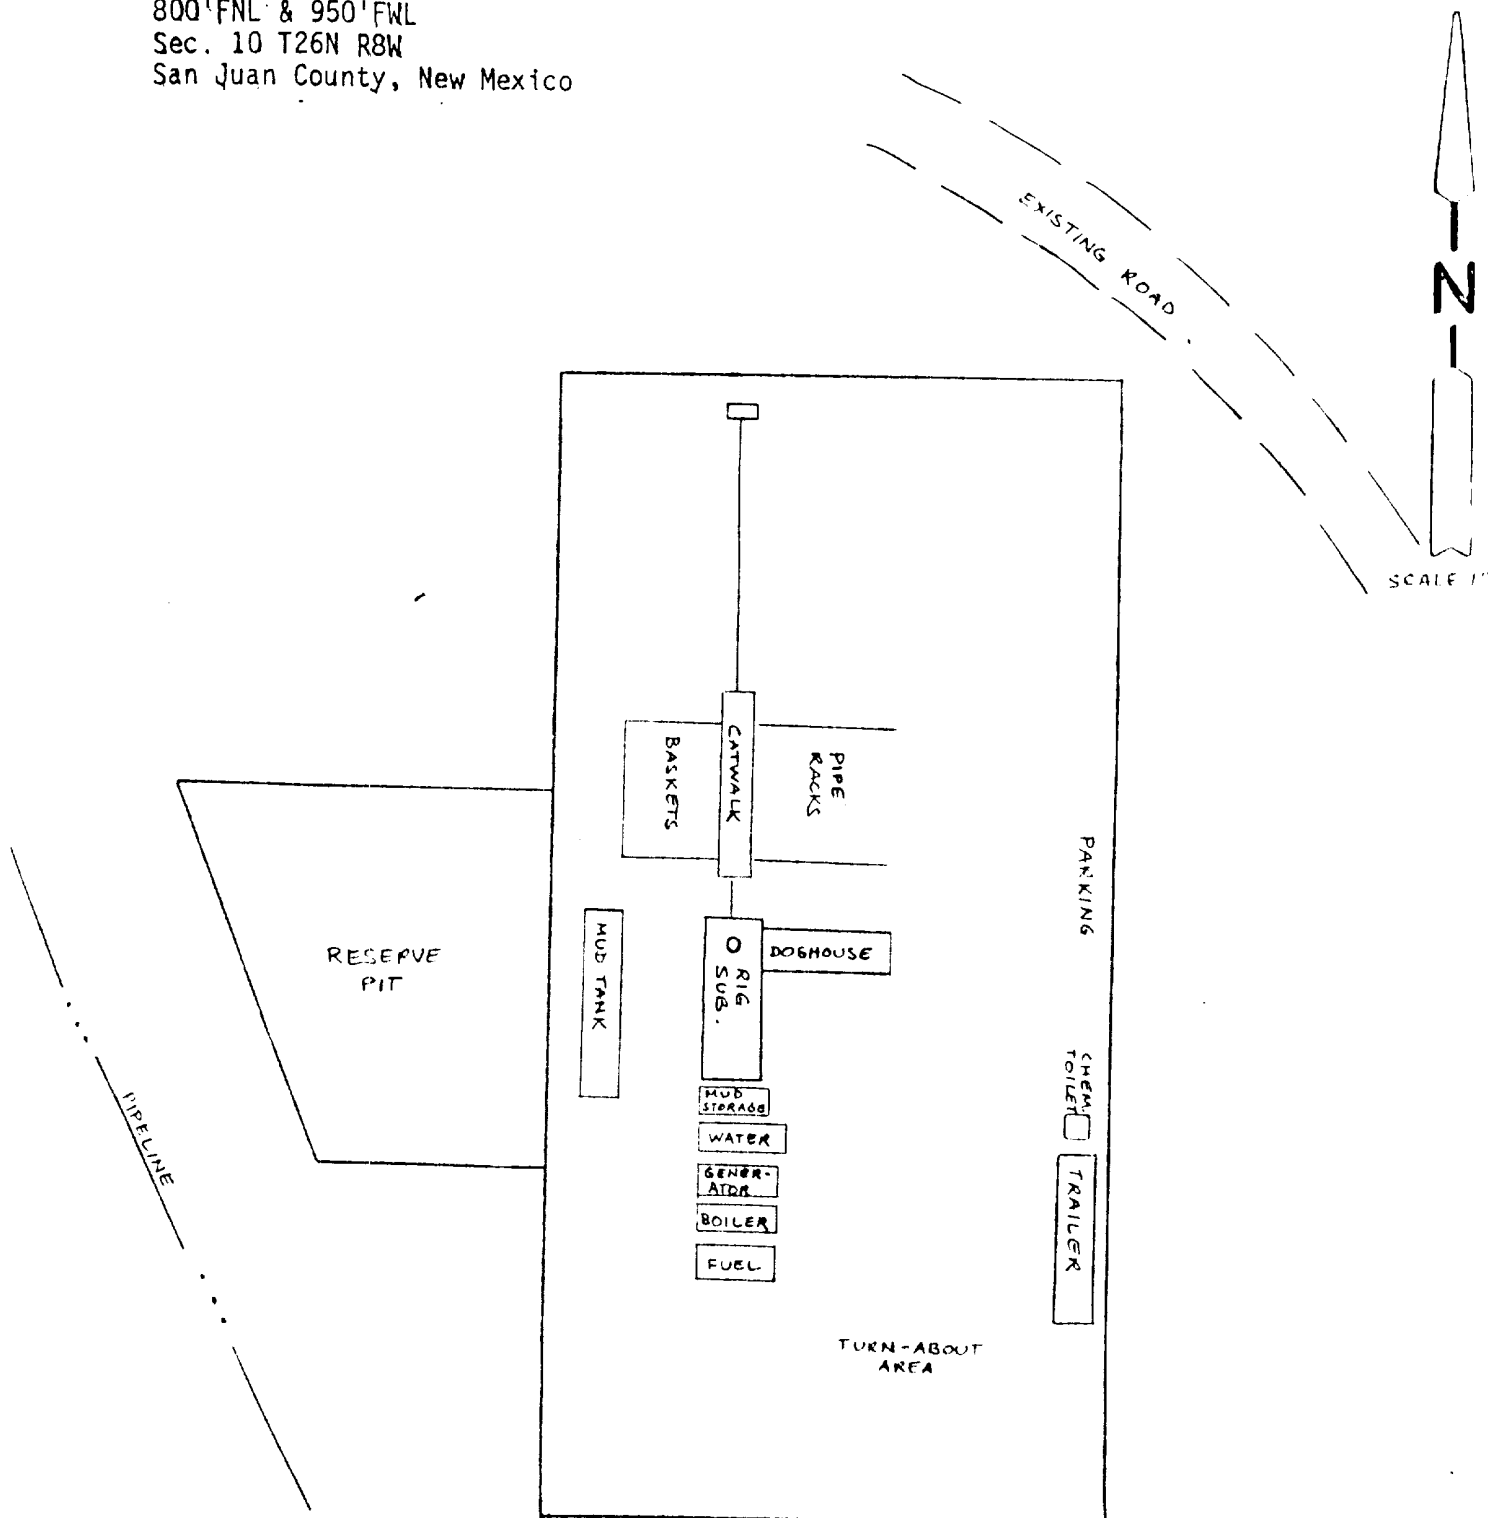 800'FNL & 950'FWL
Sec. 10 T26N R8W
San Juan County, New Mexico
EXISTING ROAD
N
SCALE 1"
BASKETS
CATWALK
PIPE
RACKS
PARKING
RESERVE
PIT
MUD TANK
RIG
SUB.
DOGHOUSE
CHEM.
TOILET
MUD
STORAGE
WATER
GENER-
ATOR
BOILER
FUEL
TRAILER
PIPELINE
TURN-ABOUT
AREA